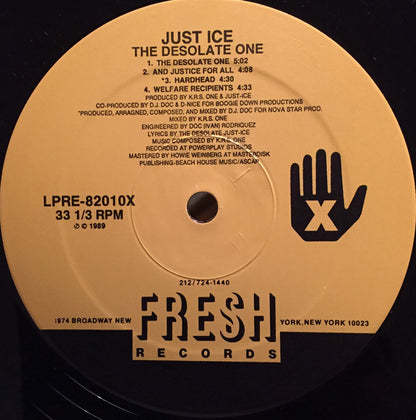 JUST ICE
THE DESOLATE ONE
1. THE DESOLATE ONE 5:02
2. AND JUSTICE FOR ALL 4:08
*3. HARDHEAD 4:30
4. WELFARE RECIPIENTS 4:33
PRODUCED BY K.R.S. ONE & JUST-ICE
CO-PRODUCED BY D.J. DOC & D-NICE FOR BOOGIE DOWN PRODUCTIONS
*PRODUCED, ARRAGNED, COMPOSED, AND MIXED BY D.J. DOC FOR NOVA STAR PROD.
MIXED BY K.R.S. ONE
ENGINEERED BY DOC (IVAN) RODRIQUEZ
LYRICS BY THE DESOLATE JUST-ICE
MUSIC COMPOSED BY K.R.S. ONE
RECORDED AT POWERPLAY STUDIOS
MASTERED BY HOWIE WEINBERG AT MASTERDISK
PUBLISHING-BEACH HOUSE MUSIC/ASCAP
LPRE-82010X
33 1/3 RPM
℗ © 1989
X
212/724-1440
1974 BROADWAY NEW YORK, NEW YORK 10023
FRESH
RECORDS